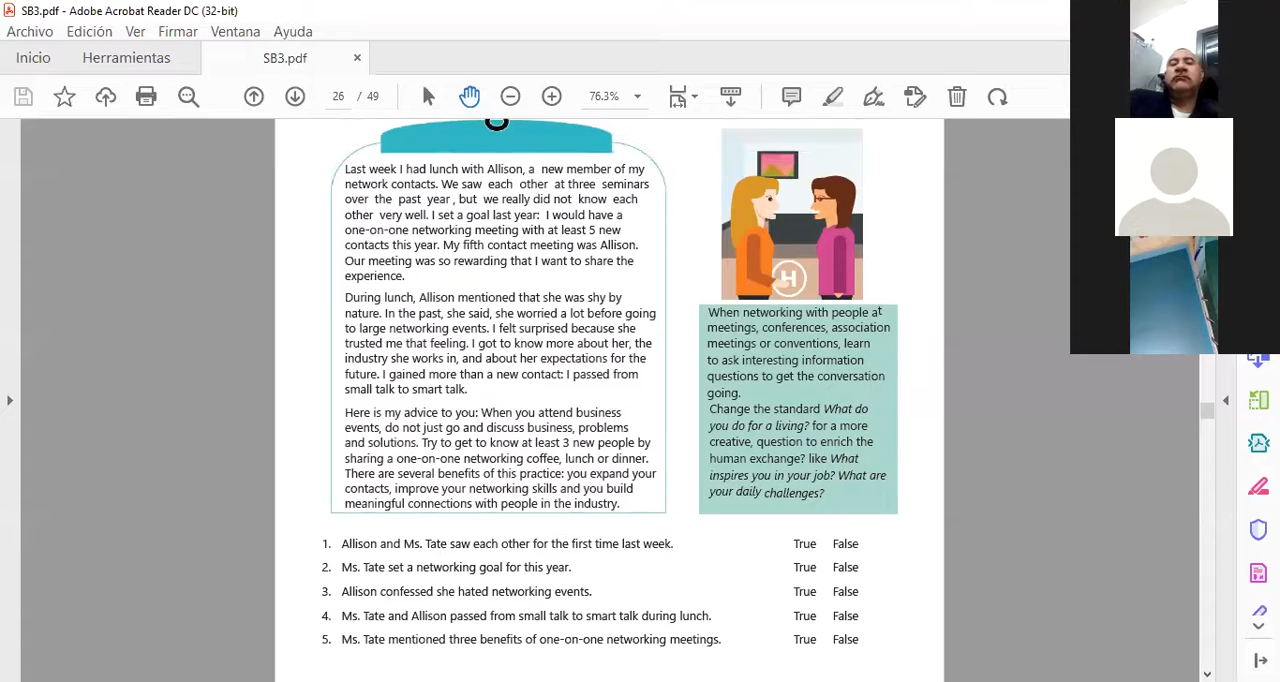 SB3.pdf - Adobe Acrobat Reader DC (32-bit)
Archivo Edición Ver Firmar Ventana Ayuda
Inicio Herramientas SB3.pdf ×
26 / 49 76.3%
Last week I had lunch with Allison, a new member of my
network contacts. We saw each other at three seminars
over the past year , but we really did not know each
other very well. I set a goal last year: I would have a
one-on-one networking meeting with at least 5 new
contacts this year. My fifth contact meeting was Allison.
Our meeting was so rewarding that I want to share the
experience.
During lunch, Allison mentioned that she was shy by
nature. In the past, she said, she worried a lot before going
to large networking events. I felt surprised because she
trusted me that feeling. I got to know more about her, the
industry she works in, and about her expectations for the
future. I gained more than a new contact: I passed from
small talk to smart talk.
Here is my advice to you: When you attend business
events, do not just go and discuss business, problems
and solutions. Try to get to know at least 3 new people by
sharing a one-on-one networking coffee, lunch or dinner.
There are several benefits of this practice: you expand your
contacts, improve your networking skills and you build
meaningful connections with people in the industry.
H
When networking with people at
meetings, conferences, association
meetings or conventions, learn
to ask interesting information
questions to get the conversation
going.
Change the standard What do
you do for a living? for a more
creative, question to enrich the
human exchange? like What
inspires you in your job? What are
your daily challenges?
1. Allison and Ms. Tate saw each other for the first time last week. True False
2. Ms. Tate set a networking goal for this year. True False
3. Allison confessed she hated networking events. True False
4. Ms. Tate and Allison passed from small talk to smart talk during lunch. True False
5. Ms. Tate mentioned three benefits of one-on-one networking meetings. True False